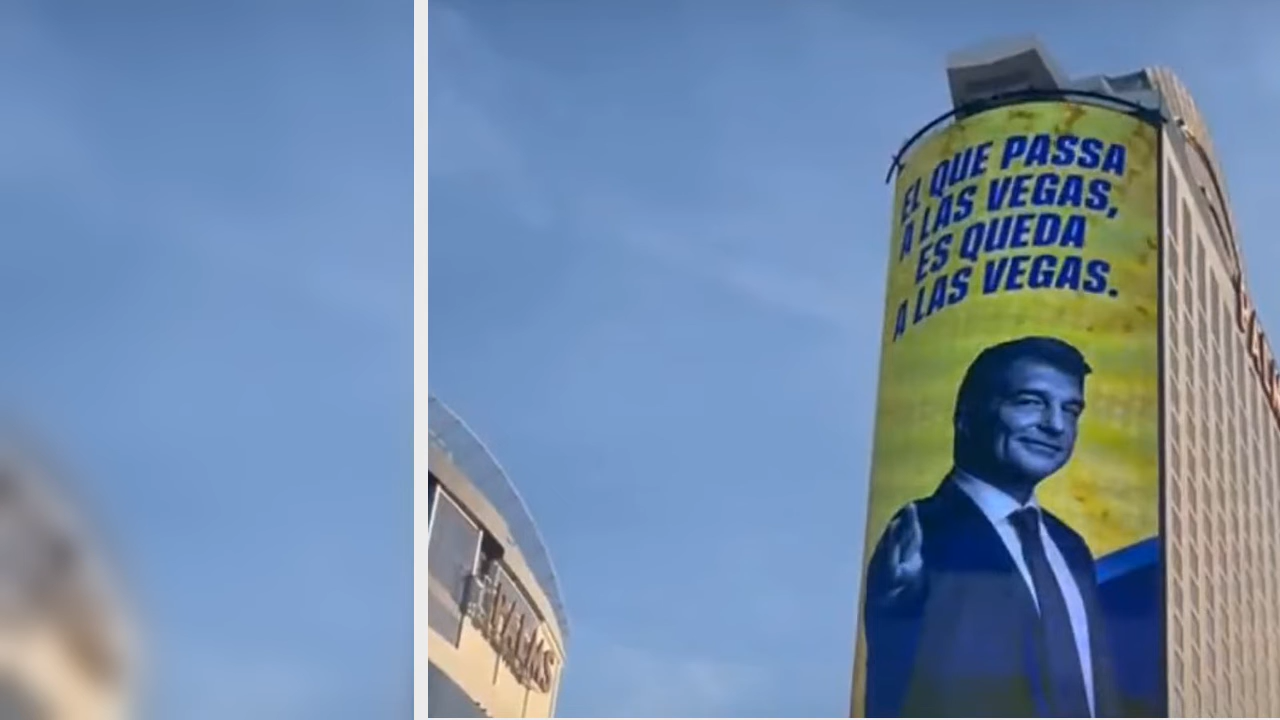 EL QUE PASSA
A LAS VEGAS,
ES QUEDA
A LAS VEGAS.
PALMS